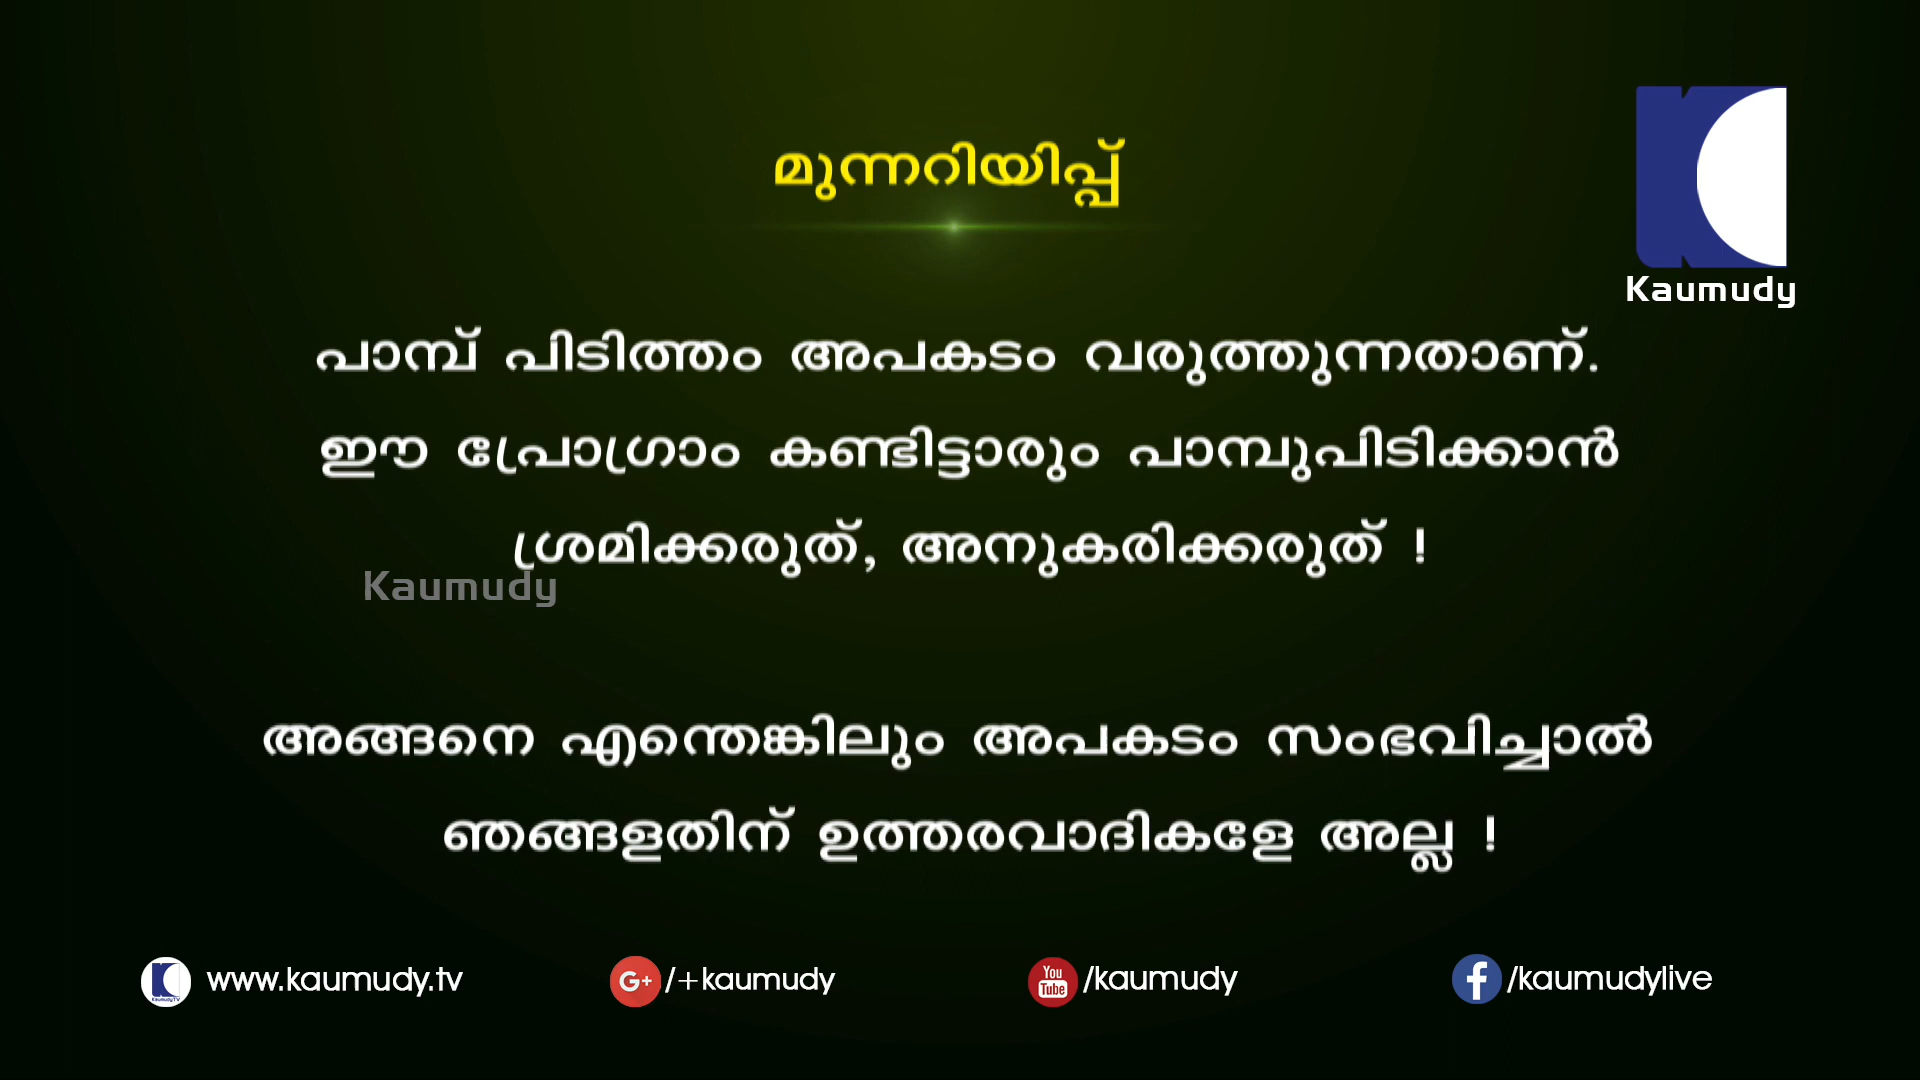 മുന്നറിയിപ്പ്
Kaumudy
പാമ്പ് പിടിത്തം അപകടം വരുത്തുന്നതാണ്.
ഈ പ്രോഗ്രാം കണ്ടിട്ടാരും പാമ്പുപിടിക്കാൻ
ശ്രമിക്കരുത്, അനുകരിക്കരുത് !
Kaumudy
അങ്ങനെ എന്തെങ്കിലും അപകടം സംഭവിച്ചാൽ
ഞങ്ങളതിന് ഉത്തരവാദികളേ അല്ല !
www.kaumudy.tv
/+kaumudy
You Tube /kaumudy
/kaumudylive